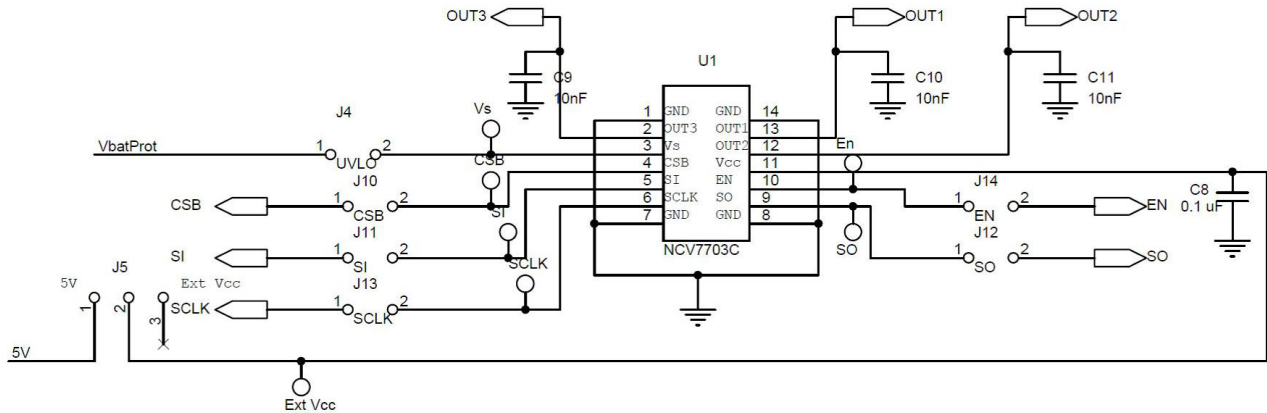 OUT3
OUT1
OUT2
U1
C9
10nF
C10
10nF
C11
10nF
J4
Vs
VbatProt
1 2
UVLO
CSB
J10
CSB
1 2
CSB
J11
SI
SI
1 2
SI
J13
SCLK
SCLK
1 2
SCLK
J5
5V
Ext Vcc
1
2
3
5V
Ext Vcc
1 GND GND 14
2 OUT3 OUT1 13
3 Vs OUT2 12
4 CSB Vcc 11
5 SI EN 10
6 SCLK SO 9
7 GND GND 8
NCV7703C
En
SO
J14
1 2
EN
EN
J12
1 2
SO
SO
C8
0.1 uF